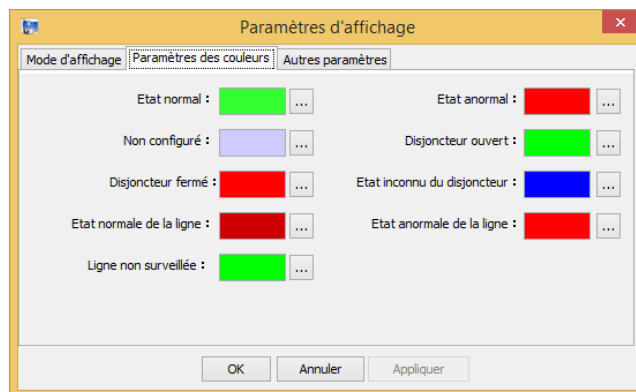 Paramètres d'affichage
Mode d'affichage Paramètres des couleurs Autres paramètres
Etat normal : ... Etat anormal : ...
Non configuré : ... Disjoncteur ouvert : ...
Disjoncteur fermé : ... Etat inconnu du disjoncteur : ...
Etat normale de la ligne : ... Etat anormale de la ligne : ...
Ligne non surveillée : ...
OK Annuler Appliquer